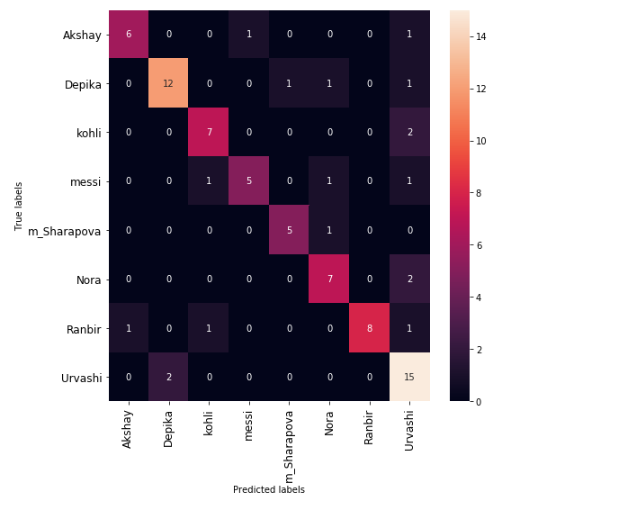 Akshay 6 0 0 1 0 0 0 1
Depika 0 12 0 0 1 1 0 1
kohli 0 0 7 0 0 0 0 2
messi 0 0 1 5 0 1 0 1
m_Sharapova 0 0 0 0 5 1 0 0
Nora 0 0 0 0 0 7 0 2
Ranbir 1 0 1 0 0 0 8 1
Urvashi 0 2 0 0 0 0 0 15
True labels
Akshay
Depika
kohli
messi
m_Sharapova
Nora
Ranbir
Urvashi
Predicted labels
14
12
10
8
6
4
2
0